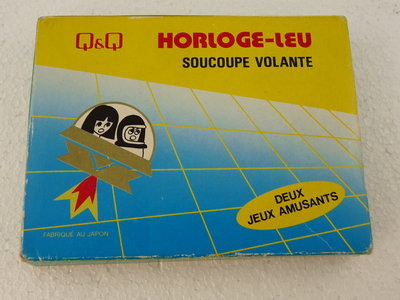 Q&Q
HORLOGE-LEU
SOUCOUPE VOLANTE
DEUX
JEUX AMUSANTS
FABRIQUÉ AU JAPON